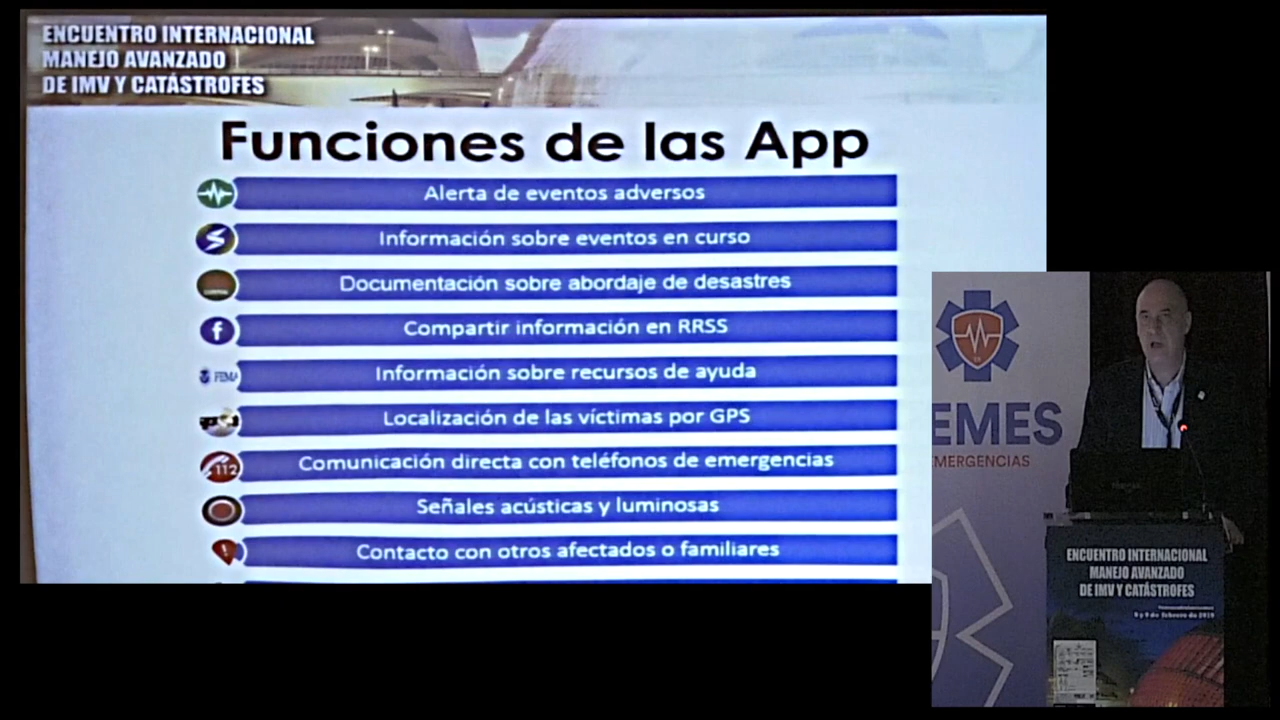 ENCUENTRO INTERNACIONAL
MANEJO AVANZADO
DE IMV Y CATÁSTROFES
Funciones de las App
Alerta de eventos adversos
Información sobre eventos en curso
Documentación sobre abordaje de desastres
f
Compartir información en RRSS
FEMA
Información sobre recursos de ayuda
Localización de las víctimas por GPS
112
Comunicación directa con teléfonos de emergencias
Señales acústicas y luminosas
Contacto con otros afectados o familiares
EMES
MERGENCIAS
ENCUENTRO INTERNACIONAL
MANEJO AVANZADO
DE IMV Y CATÁSTROFES